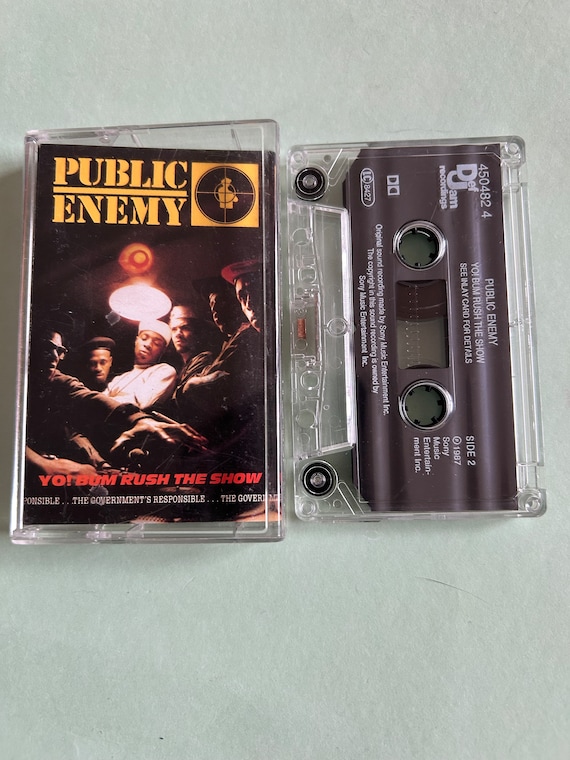 PUBLIC
ENEMY
YO! BUM RUSH THE SHOW
PONSIBLE...THE GOVERNMENT'S RESPONSIBLE...THE GOVERNM
Def
Jam
recordings
450482 4
LC 8427
PUBLIC ENEMY
YO! BUM RUSH THE SHOW
SEE INLAY CARD FOR DETAILS
Original sound recording made by Sony Music Entertainment Inc.
The copyright in this sound recording is owned by
Sony Music Entertainment Inc.
SIDE 2
℗ 1987
Sony
Music
Entertain-
ment Inc.